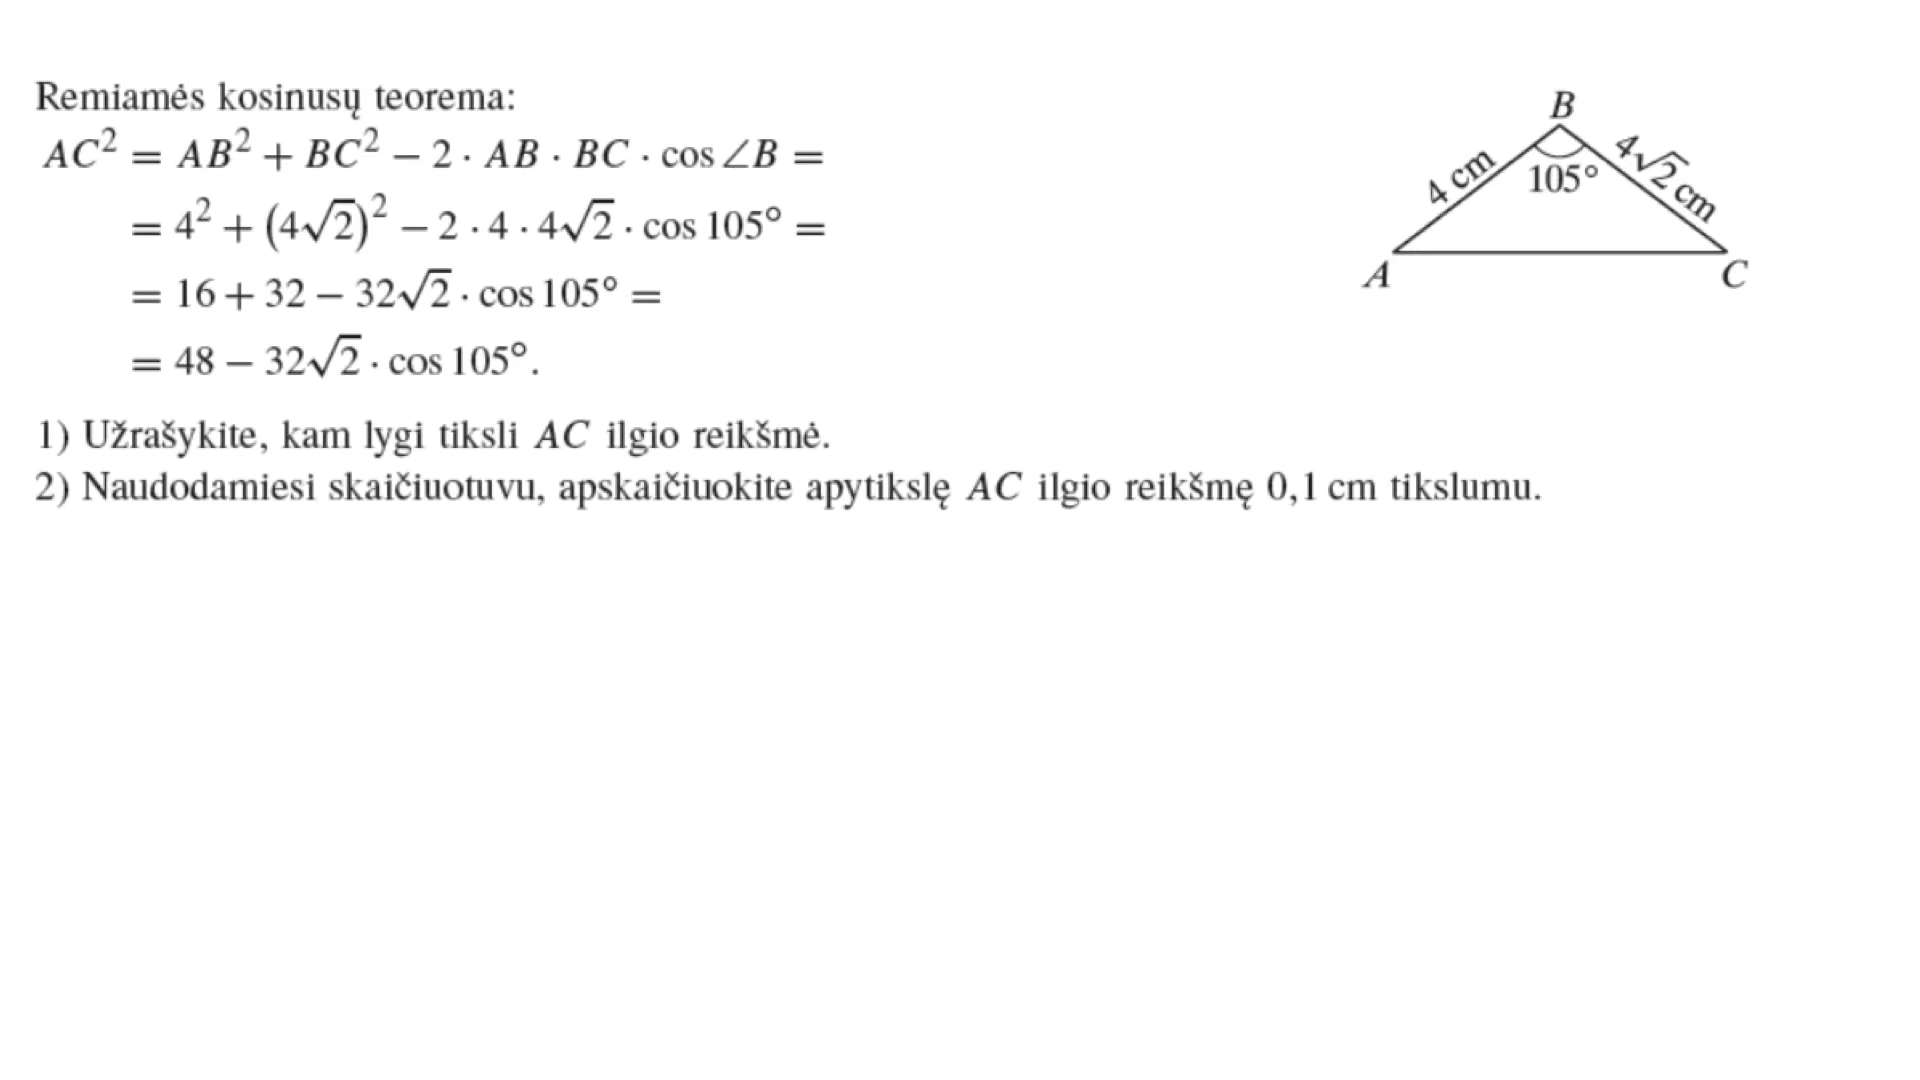 Remiamės kosinusų teorema:
AC² = AB² + BC² − 2 · AB · BC · cos ∠B =
= 4² + (4√2)² − 2 · 4 · 4√2 · cos 105° =
= 16 + 32 − 32√2 · cos 105° =
= 48 − 32√2 · cos 105°.
B
4 cm
4√2 cm
105°
A
C
1) Užrašykite, kam lygi tiksli AC ilgio reikšmė.
2) Naudodamiesi skaičiuotuvu, apskaičiuokite apytikslę AC ilgio reikšmę 0,1 cm tikslumu.